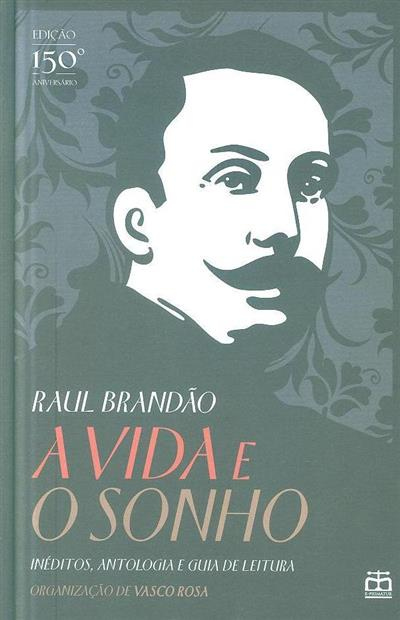 EDIÇÃO
150º
ANIVERSÁRIO
RAUL BRANDÃO
A VIDA E
O SONHO
INÉDITOS, ANTOLOGIA E GUIA DE LEITURA
ORGANIZAÇÃO DE VASCO ROSA
E-PRIMATUR